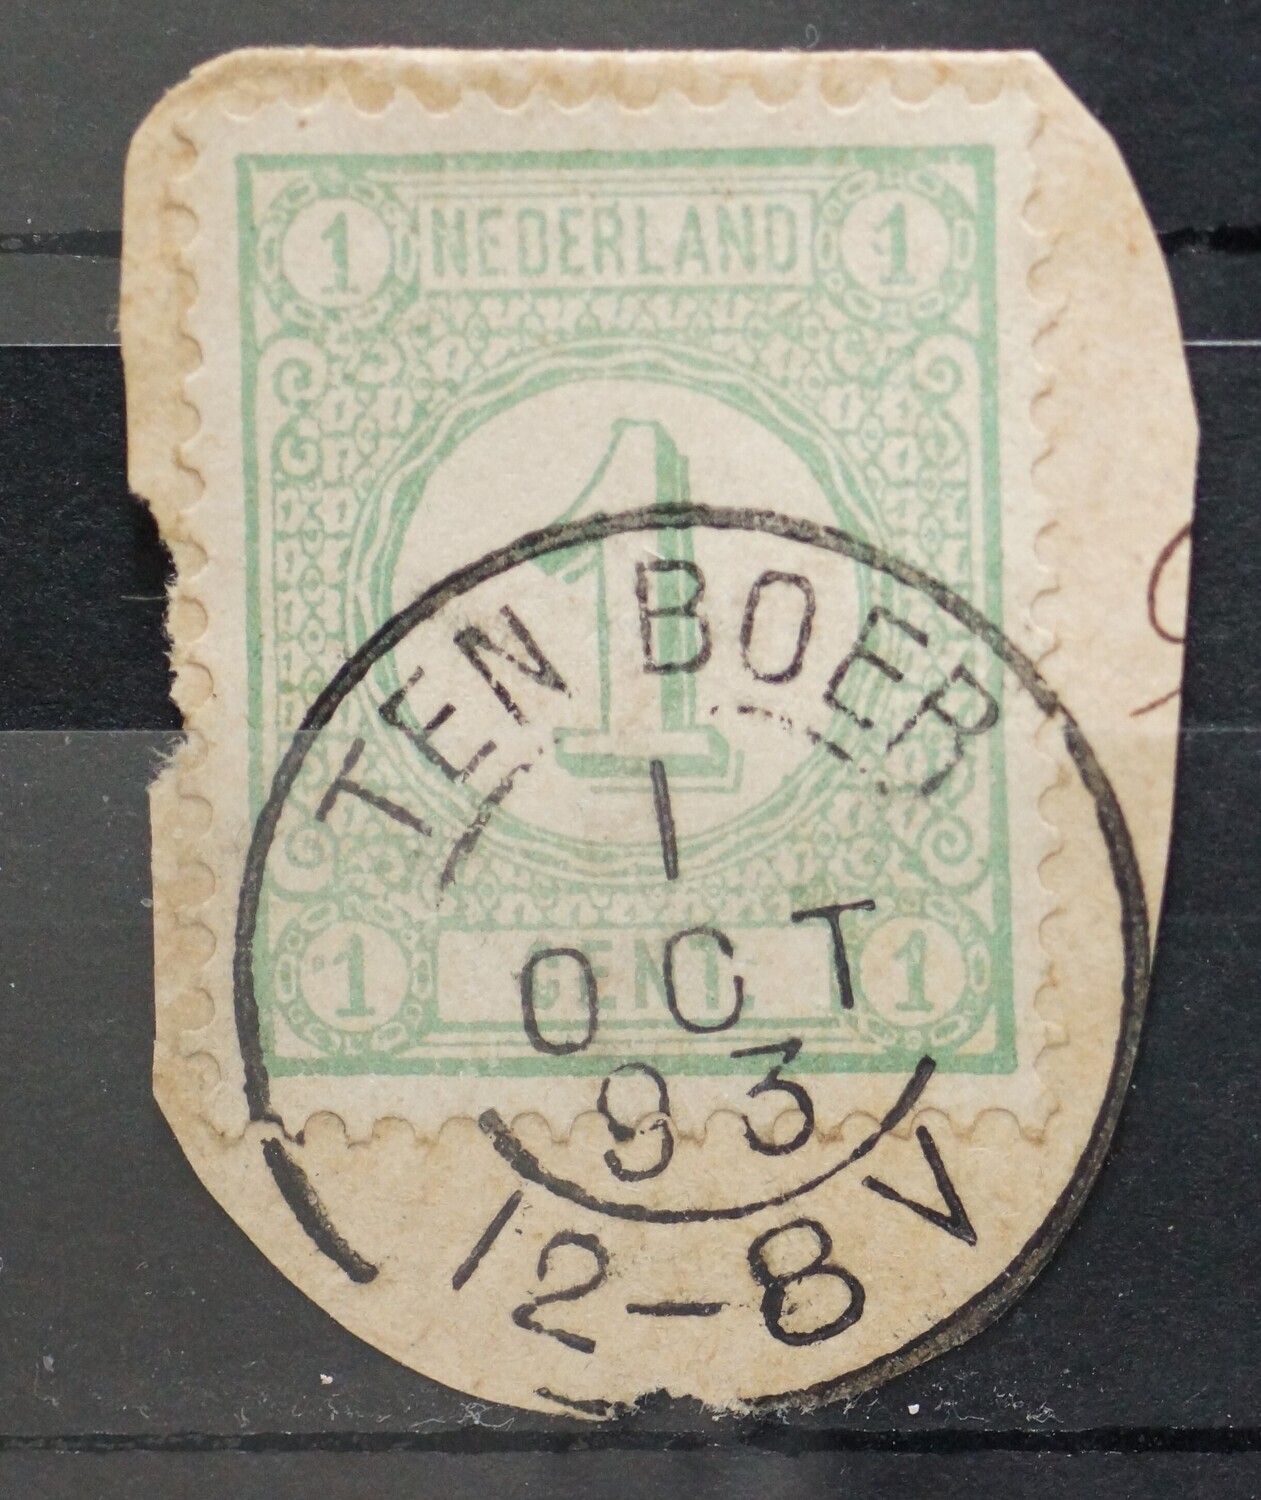 1 NEDERLAND 1
1
1 CENT. 1
TEN BOER
1
OCT
93
12-8 V